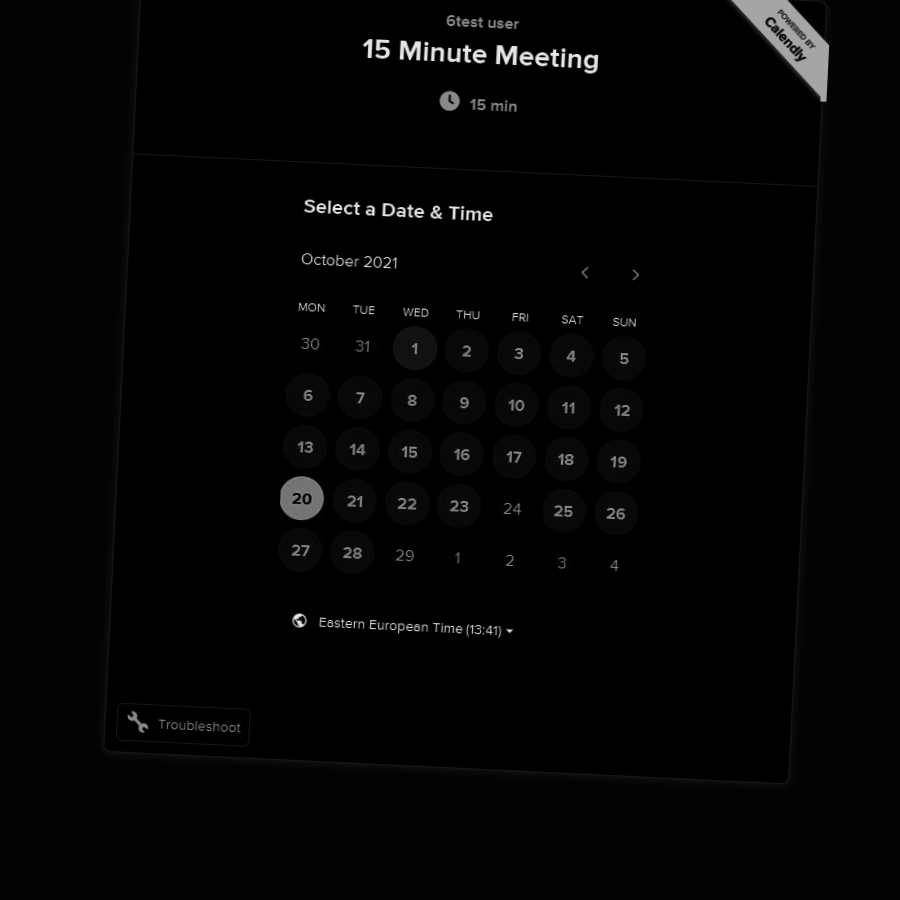 6test user
15 Minute Meeting
15 min
POWERED BY
Calendly
Select a Date & Time
October 2021
MON TUE WED THU FRI SAT SUN
30 31 1 2 3 4 5
6 7 8 9 10 11 12
13 14 15 16 17 18 19
20 21 22 23 24 25 26
27 28 29 1 2 3 4
Eastern European Time (13:41)
Troubleshoot